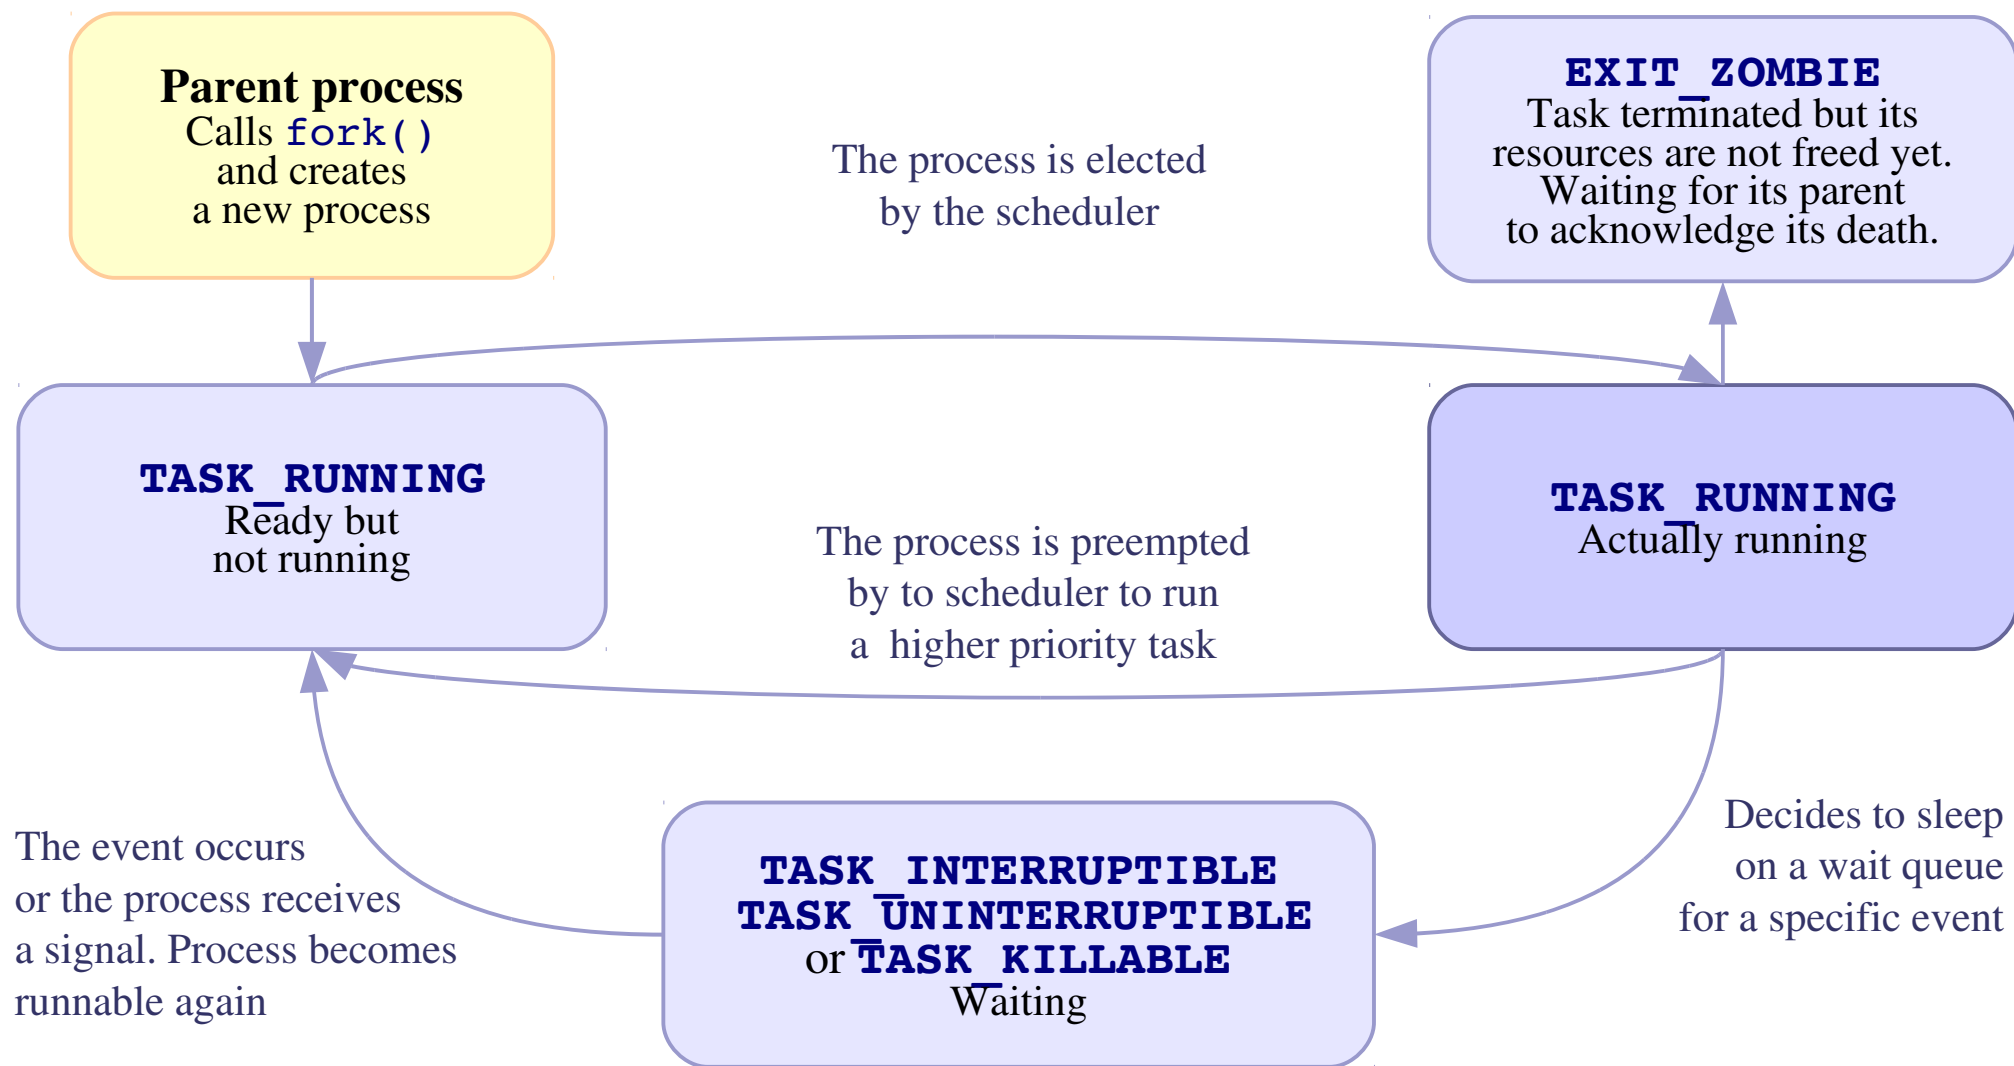 Parent process
Calls fork()
and creates
a new process
The process is elected
by the scheduler
EXIT_ZOMBIE
Task terminated but its
resources are not freed yet.
Waiting for its parent
to acknowledge its death.
TASK_RUNNING
Ready but
not running
The process is preempted
by to scheduler to run
a  higher priority task
TASK_RUNNING
Actually running
The event occurs
or the process receives
a signal. Process becomes
runnable again
TASK_INTERRUPTIBLE
TASK_UNINTERRUPTIBLE
or TASK_KILLABLE
Waiting
Decides to sleep
on a wait queue
for a specific event